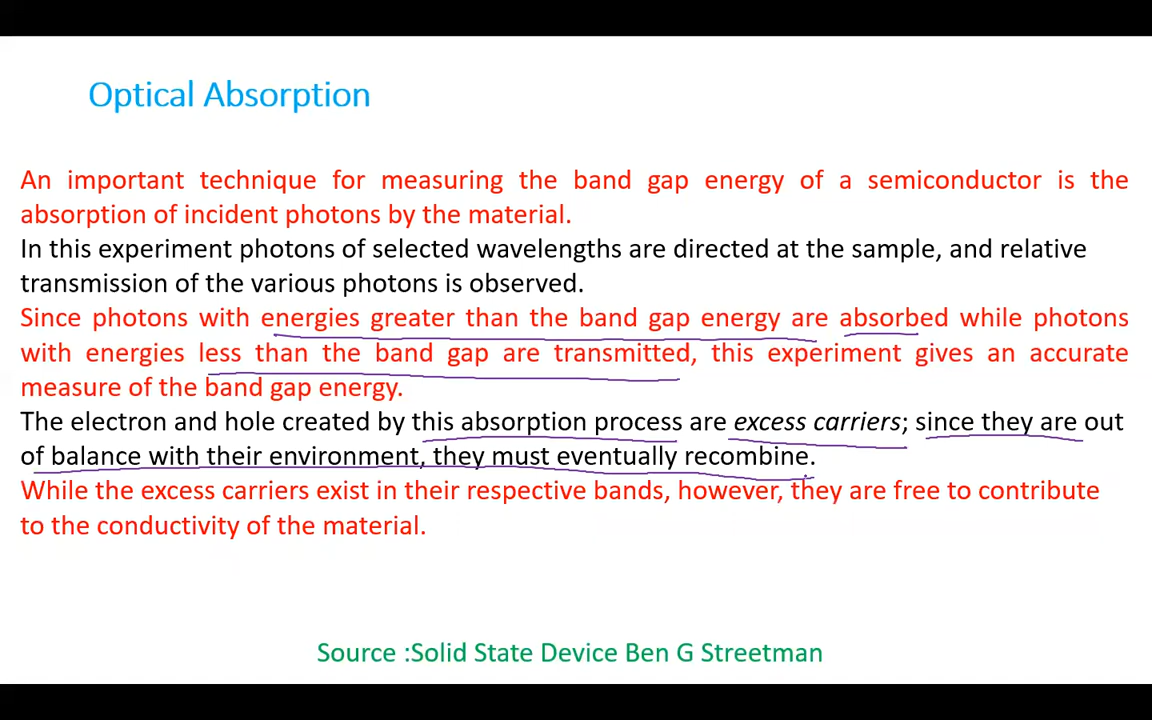 Optical Absorption
An important technique for measuring the band gap energy of a semiconductor is the
absorption of incident photons by the material.
In this experiment photons of selected wavelengths are directed at the sample, and relative
transmission of the various photons is observed.
Since photons with energies greater than the band gap energy are absorbed while photons
with energies less than the band gap are transmitted, this experiment gives an accurate
measure of the band gap energy.
The electron and hole created by this absorption process are excess carriers; since they are out
of balance with their environment, they must eventually recombine.
While the excess carriers exist in their respective bands, however, they are free to contribute
to the conductivity of the material.
Source :Solid State Device Ben G Streetman